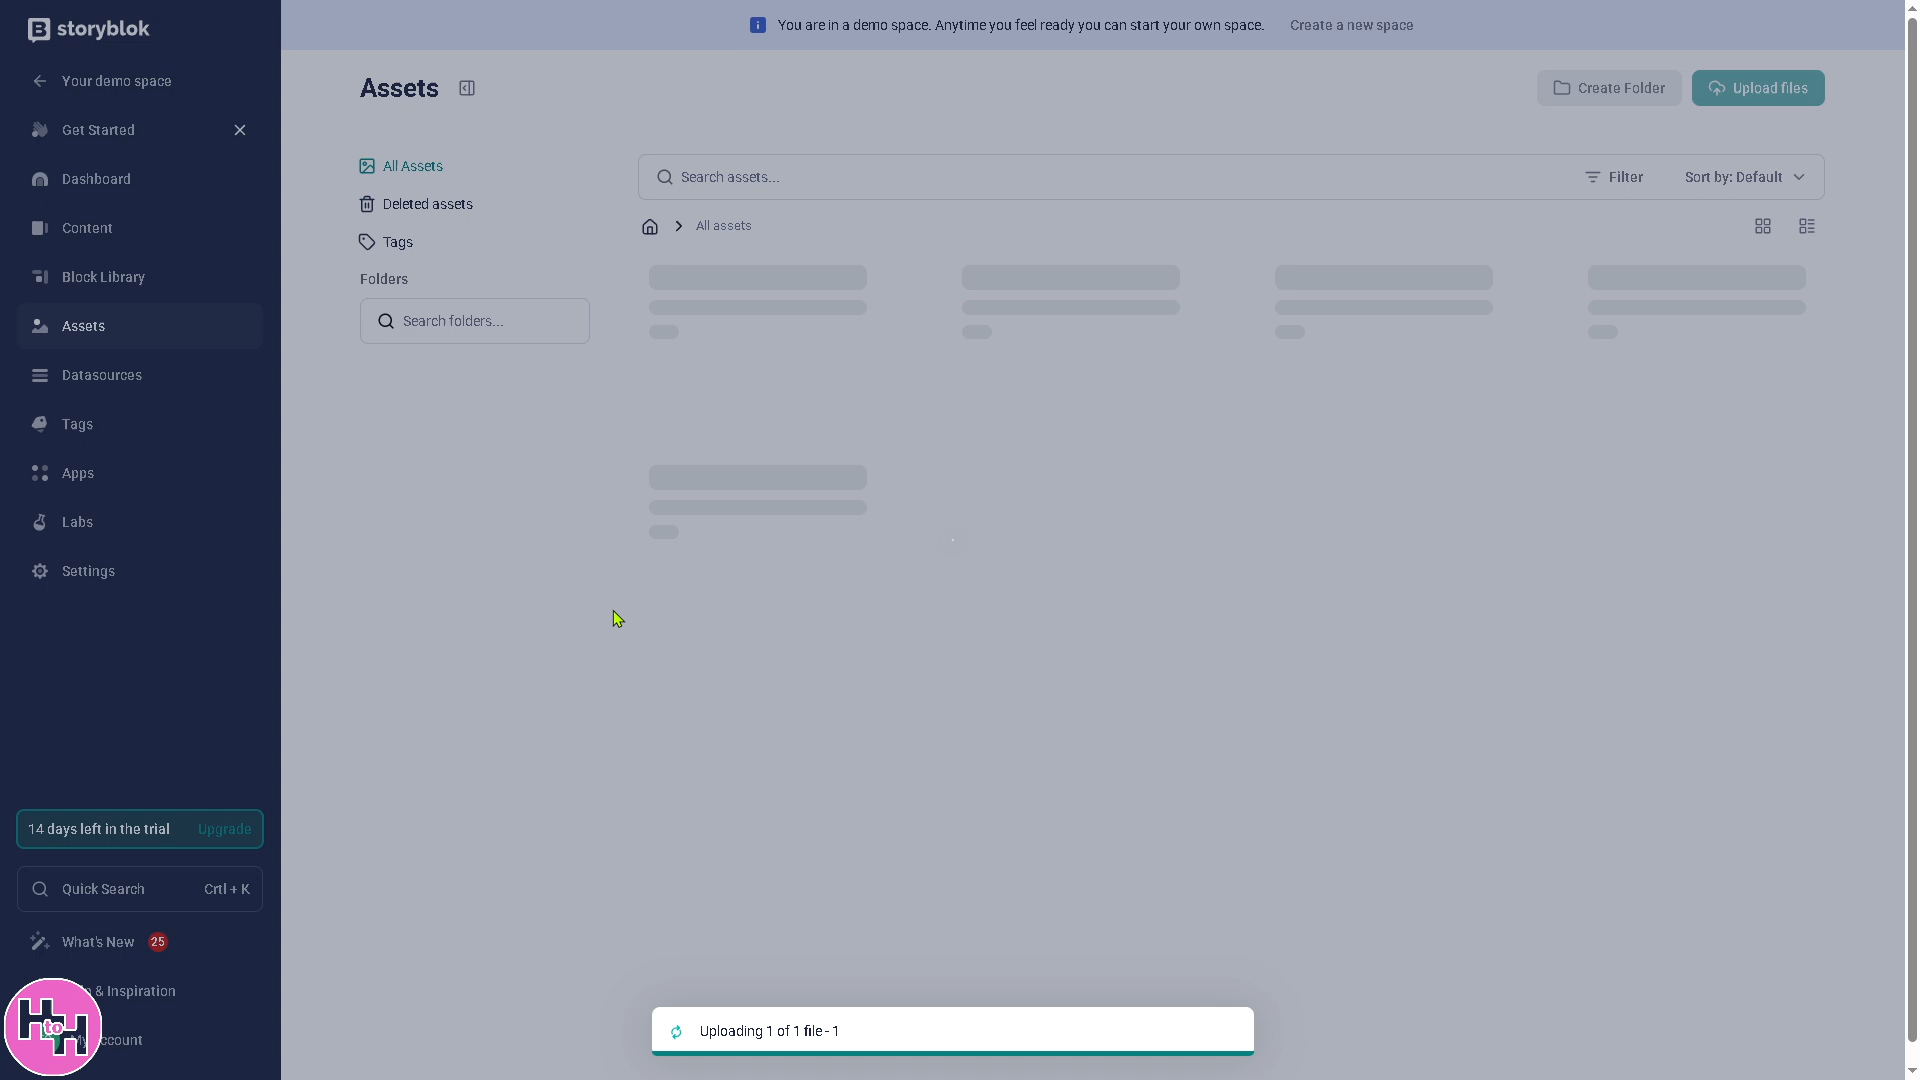 storyblok
You are in a demo space. Anytime you feel ready you can start your own space. Create a new space
Your demo space
Get Started
Dashboard
Content
Block Library
Assets
Datasources
Tags
Apps
Labs
Settings
14 days left in the trial Upgrade
Quick Search Crtl + K
What's New 25
& Inspiration
H to H
Assets
Create Folder
Upload files
All Assets
Deleted assets
Tags
Folders
Search folders...
Search assets...
Filter
Sort by: Default
All assets
Uploading 1 of 1 file - 1